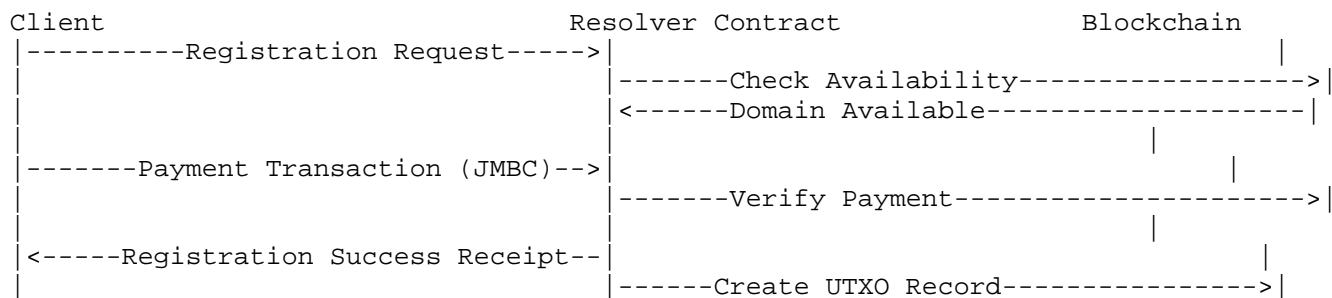 Client Resolver Contract Blockchain
|----------Registration Request----->| |
| |-------Check Availability------------------>|
| |<------Domain Available--------------------|
| | |
|-------Payment Transaction (JMBC)-->| |
| |-------Verify Payment---------------------->|
| | |
|<-----Registration Success Receipt--| |
| |------Create UTXO Record---------------->|